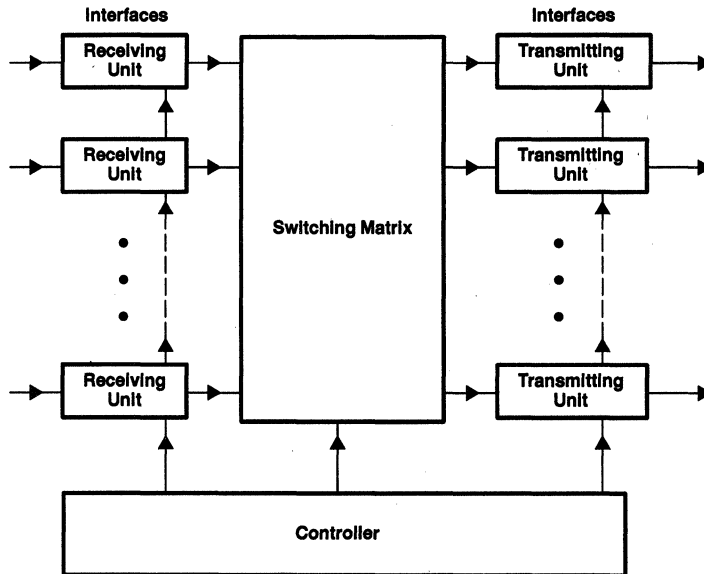 Interfaces
Interfaces
Receiving
Unit
Transmitting
Unit
Receiving
Unit
Transmitting
Unit
Switching Matrix
Receiving
Unit
Transmitting
Unit
Controller